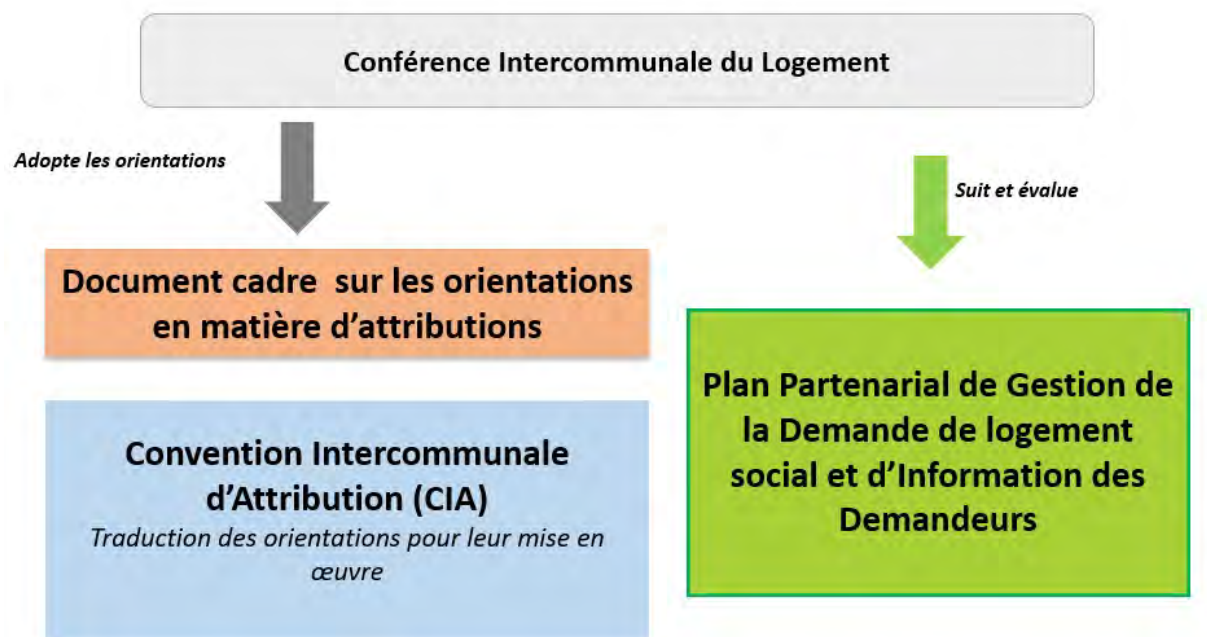 Conférence Intercommunale du Logement
Adopte les orientations
Suit et évalue
Document cadre sur les orientations
en matière d'attributions
Convention Intercommunale
d'Attribution (CIA)
Traduction des orientations pour leur mise en
œuvre
Plan Partenarial de Gestion de
la Demande de logement
social et d'Information des
Demandeurs